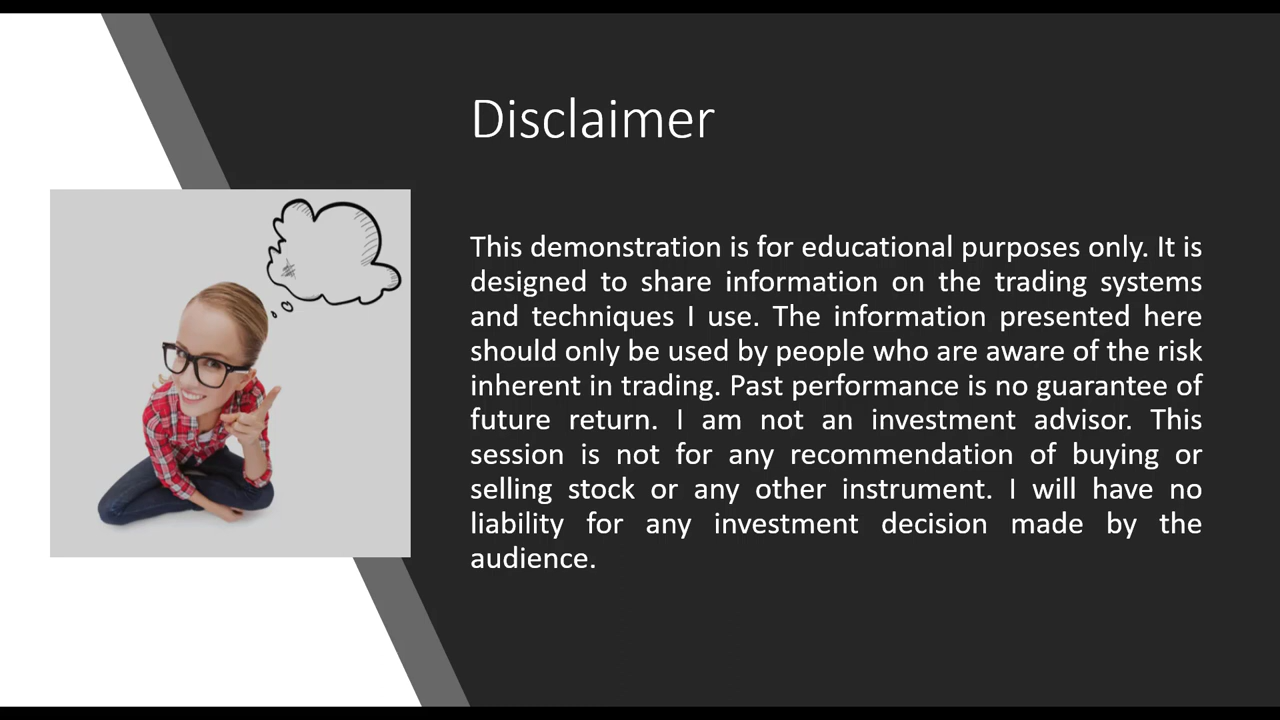 Disclaimer
This demonstration is for educational purposes only. It is
designed to share information on the trading systems
and techniques I use. The information presented here
should only be used by people who are aware of the risk
inherent in trading. Past performance is no guarantee of
future return. I am not an investment advisor. This
session is not for any recommendation of buying or
selling stock or any other instrument. I will have no
liability for any investment decision made by the
audience.